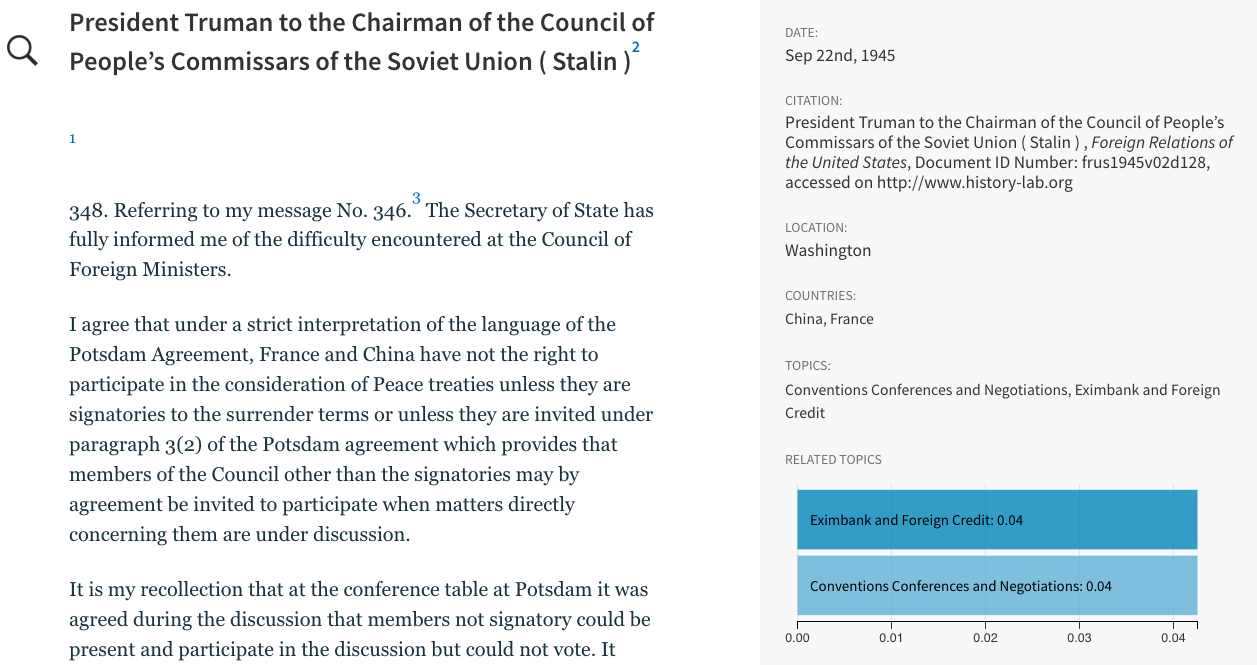 President Truman to the Chairman of the Council of
People’s Commissars of the Soviet Union ( Stalin )2
1
348. Referring to my message No. 346.3 The Secretary of State has
fully informed me of the difficulty encountered at the Council of
Foreign Ministers.
I agree that under a strict interpretation of the language of the
Potsdam Agreement, France and China have not the right to
participate in the consideration of Peace treaties unless they are
signatories to the surrender terms or unless they are invited under
paragraph 3(2) of the Potsdam agreement which provides that
members of the Council other than the signatories may by
agreement be invited to participate when matters directly
concerning them are under discussion.
It is my recollection that at the conference table at Potsdam it was
agreed during the discussion that members not signatory could be
present and participate in the discussion but could not vote. It
DATE:
Sep 22nd, 1945
CITATION:
President Truman to the Chairman of the Council of People’s
Commissars of the Soviet Union ( Stalin ) , Foreign Relations of
the United States, Document ID Number: frus1945v02d128,
accessed on http://www.history-lab.org
LOCATION:
Washington
COUNTRIES:
China, France
TOPICS:
Conventions Conferences and Negotiations, Eximbank and Foreign
Credit
RELATED TOPICS
Eximbank and Foreign Credit: 0.04
Conventions Conferences and Negotiations: 0.04
0.00 0.01 0.02 0.03 0.04